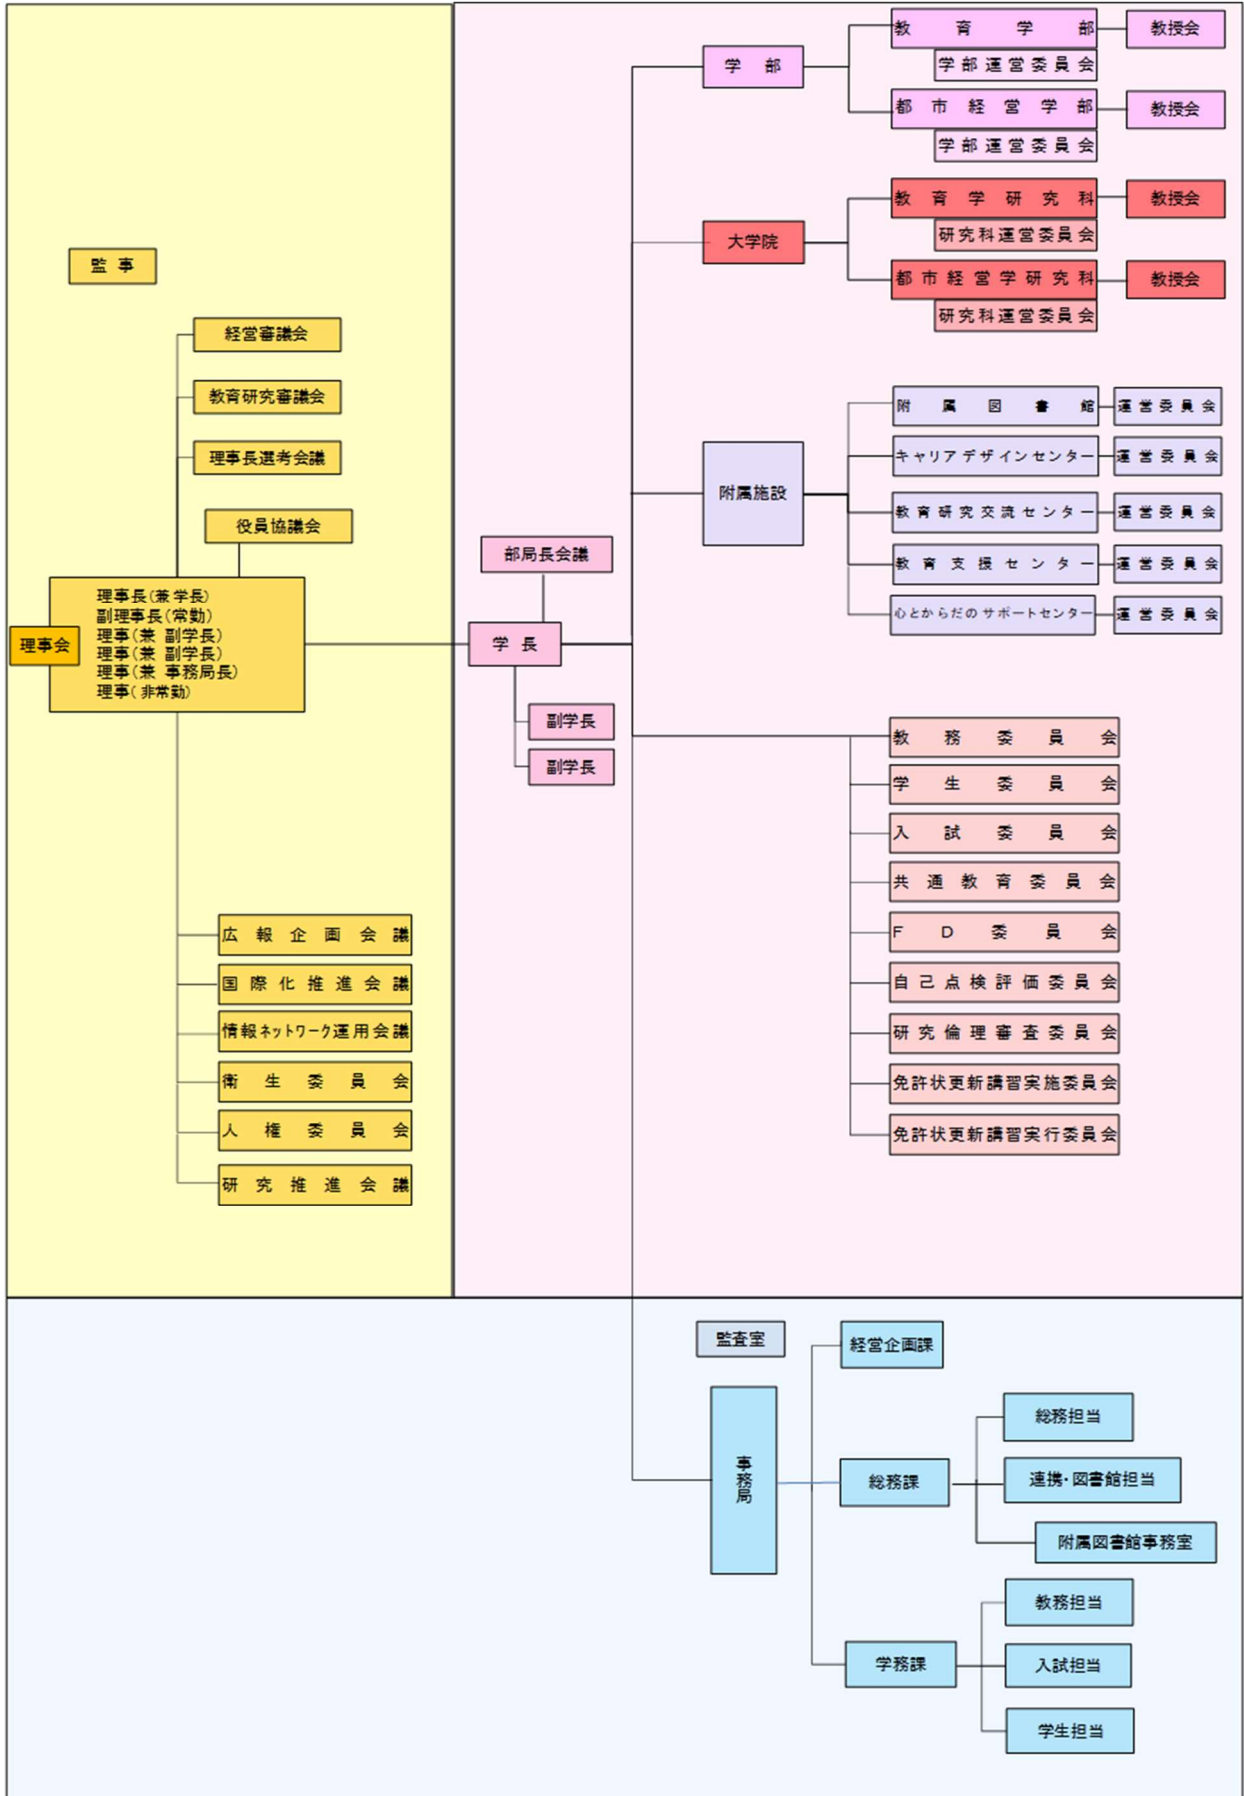 監事
経営審議会
教育研究審議会
理事長選考会議
役員協議会
理事会
理事長(兼学長)
副理事長(常勤)
理事(兼 副学長)
理事(兼 副学長)
理事(兼 事務局長)
理事(非常勤)
広報企画会議
国際化推進会議
情報ネットワーク運用会議
衛生委員会
人権委員会
研究推進会議
部局長会議
学長
副学長
副学長
学部
教育学部
教授会
学部運営委員会
都市経営学部
教授会
学部運営委員会
大学院
教育学研究科
教授会
研究科運営委員会
都市経営学研究科
教授会
研究科運営委員会
附属施設
附属図書館
運営委員会
キャリアデザインセンター
運営委員会
教育研究交流センター
運営委員会
教育支援センター
運営委員会
心とからだのサポートセンター
運営委員会
教務委員会
学生委員会
入試委員会
共通教育委員会
FD委員会
自己点検評価委員会
研究倫理審査委員会
免許状更新講習実施委員会
免許状更新講習実行委員会
監査室
事務局
経営企画課
総務課
総務担当
連携・図書館担当
附属図書館事務室
学務課
教務担当
入試担当
学生担当